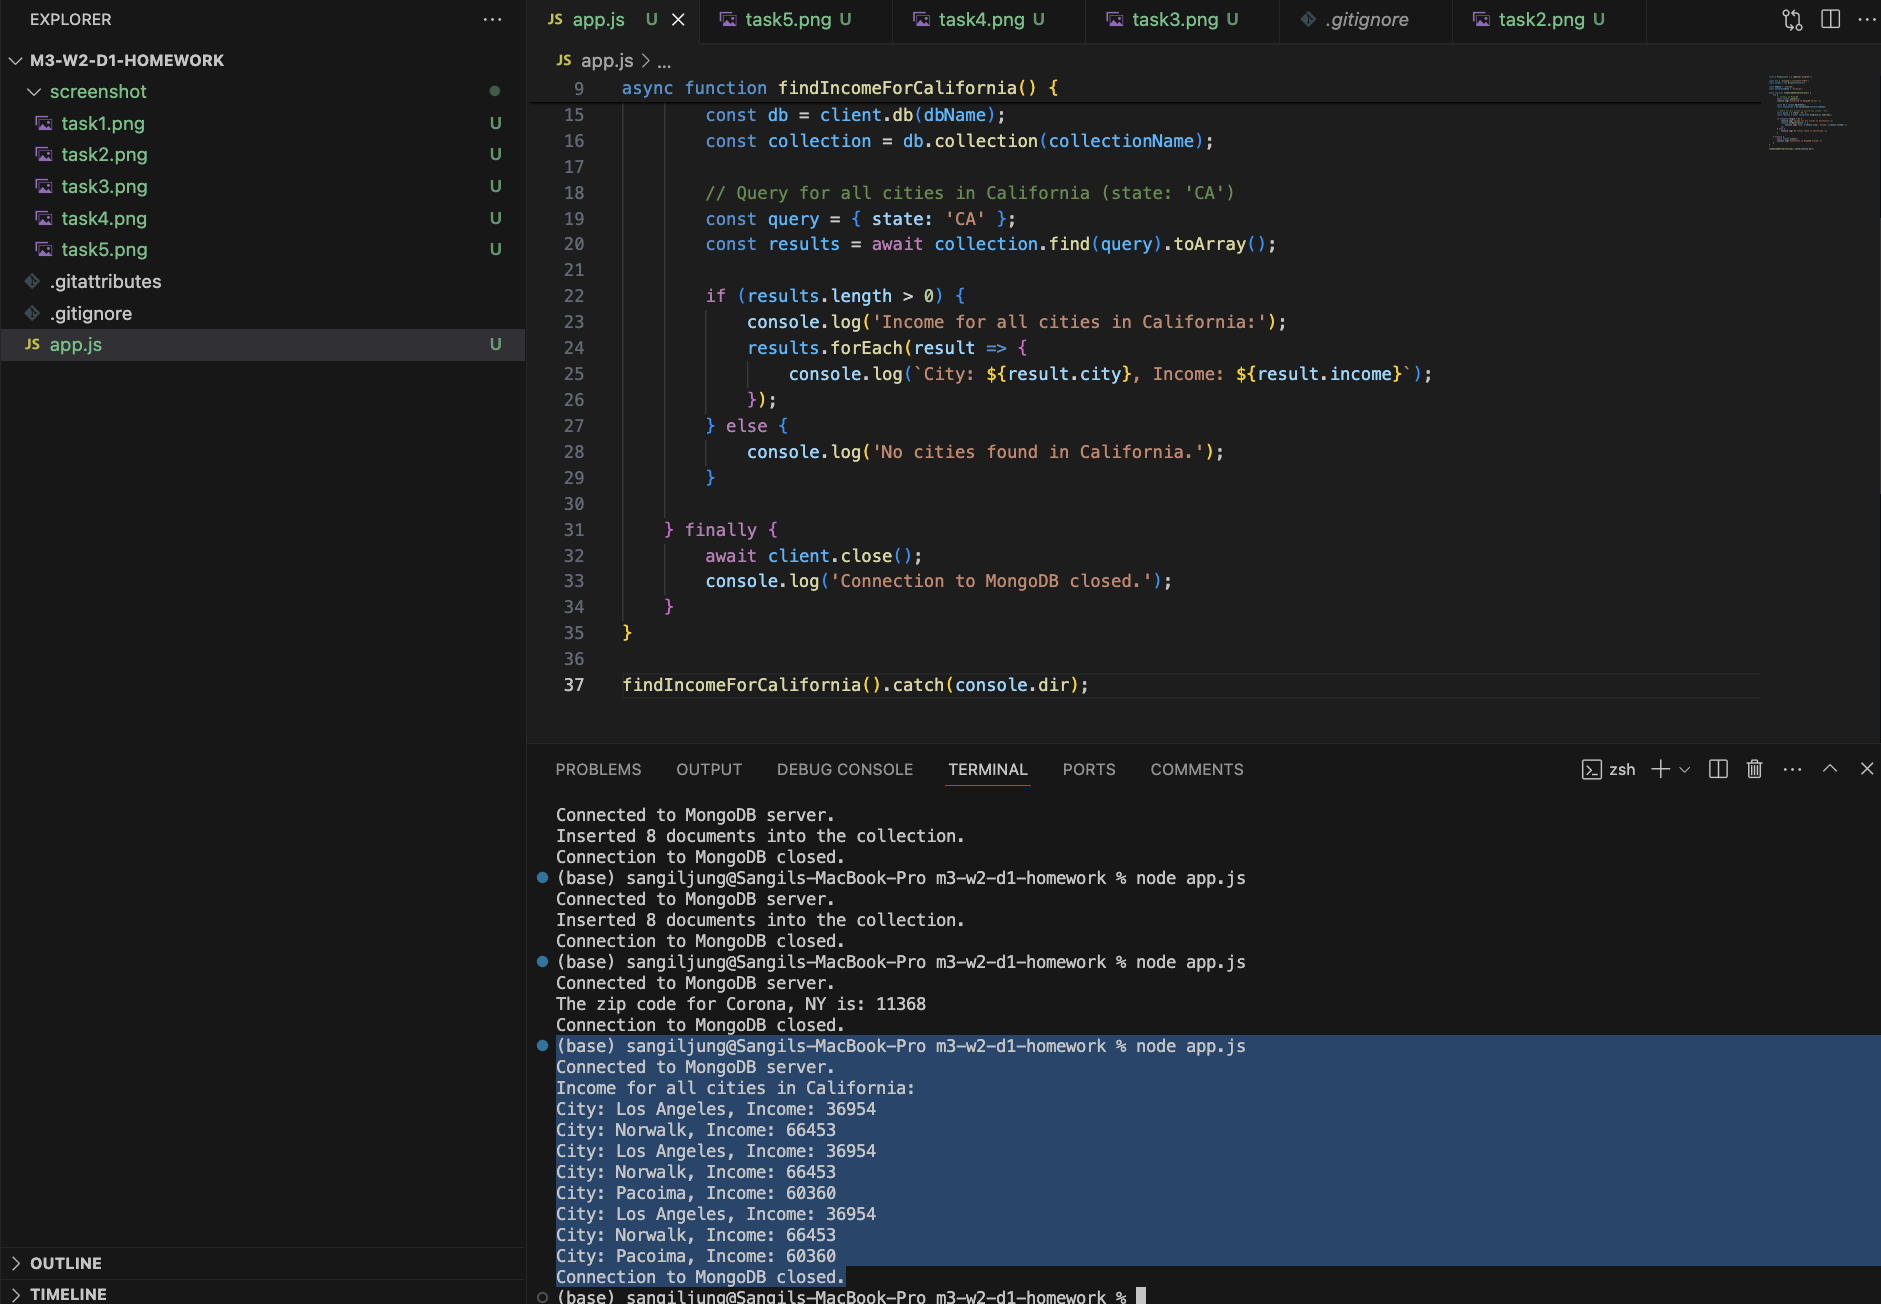 EXPLORER
M3-W2-D1-HOMEWORK
screenshot
task1.png U
task2.png U
task3.png U
task4.png U
task5.png U
.gitattributes
.gitignore
JS app.js U
OUTLINE
TIMELINE
JS app.js U task5.png U task4.png U task3.png U .gitignore task2.png U
JS app.js > ...
9 async function findIncomeForCalifornia() {
15 const db = client.db(dbName);
16 const collection = db.collection(collectionName);
17
18 // Query for all cities in California (state: 'CA')
19 const query = { state: 'CA' };
20 const results = await collection.find(query).toArray();
21
22 if (results.length > 0) {
23 console.log('Income for all cities in California:');
24 results.forEach(result => {
25 console.log(`City: ${result.city}, Income: ${result.income}`);
26 });
27 } else {
28 console.log('No cities found in California.');
29 }
30
31 } finally {
32 await client.close();
33 console.log('Connection to MongoDB closed.');
34 }
35 }
36
37 findIncomeForCalifornia().catch(console.dir);
PROBLEMS OUTPUT DEBUG CONSOLE TERMINAL PORTS COMMENTS zsh
Connected to MongoDB server.
Inserted 8 documents into the collection.
Connection to MongoDB closed.
(base) sangiljung@Sangils-MacBook-Pro m3-w2-d1-homework % node app.js
Connected to MongoDB server.
Inserted 8 documents into the collection.
Connection to MongoDB closed.
(base) sangiljung@Sangils-MacBook-Pro m3-w2-d1-homework % node app.js
Connected to MongoDB server.
The zip code for Corona, NY is: 11368
Connection to MongoDB closed.
(base) sangiljung@Sangils-MacBook-Pro m3-w2-d1-homework % node app.js
Connected to MongoDB server.
Income for all cities in California:
City: Los Angeles, Income: 36954
City: Norwalk, Income: 66453
City: Los Angeles, Income: 36954
City: Norwalk, Income: 66453
City: Pacoima, Income: 60360
City: Los Angeles, Income: 36954
City: Norwalk, Income: 66453
City: Pacoima, Income: 60360
Connection to MongoDB closed.
(base) sangiljung@Sangils-MacBook-Pro m3-w2-d1-homework %